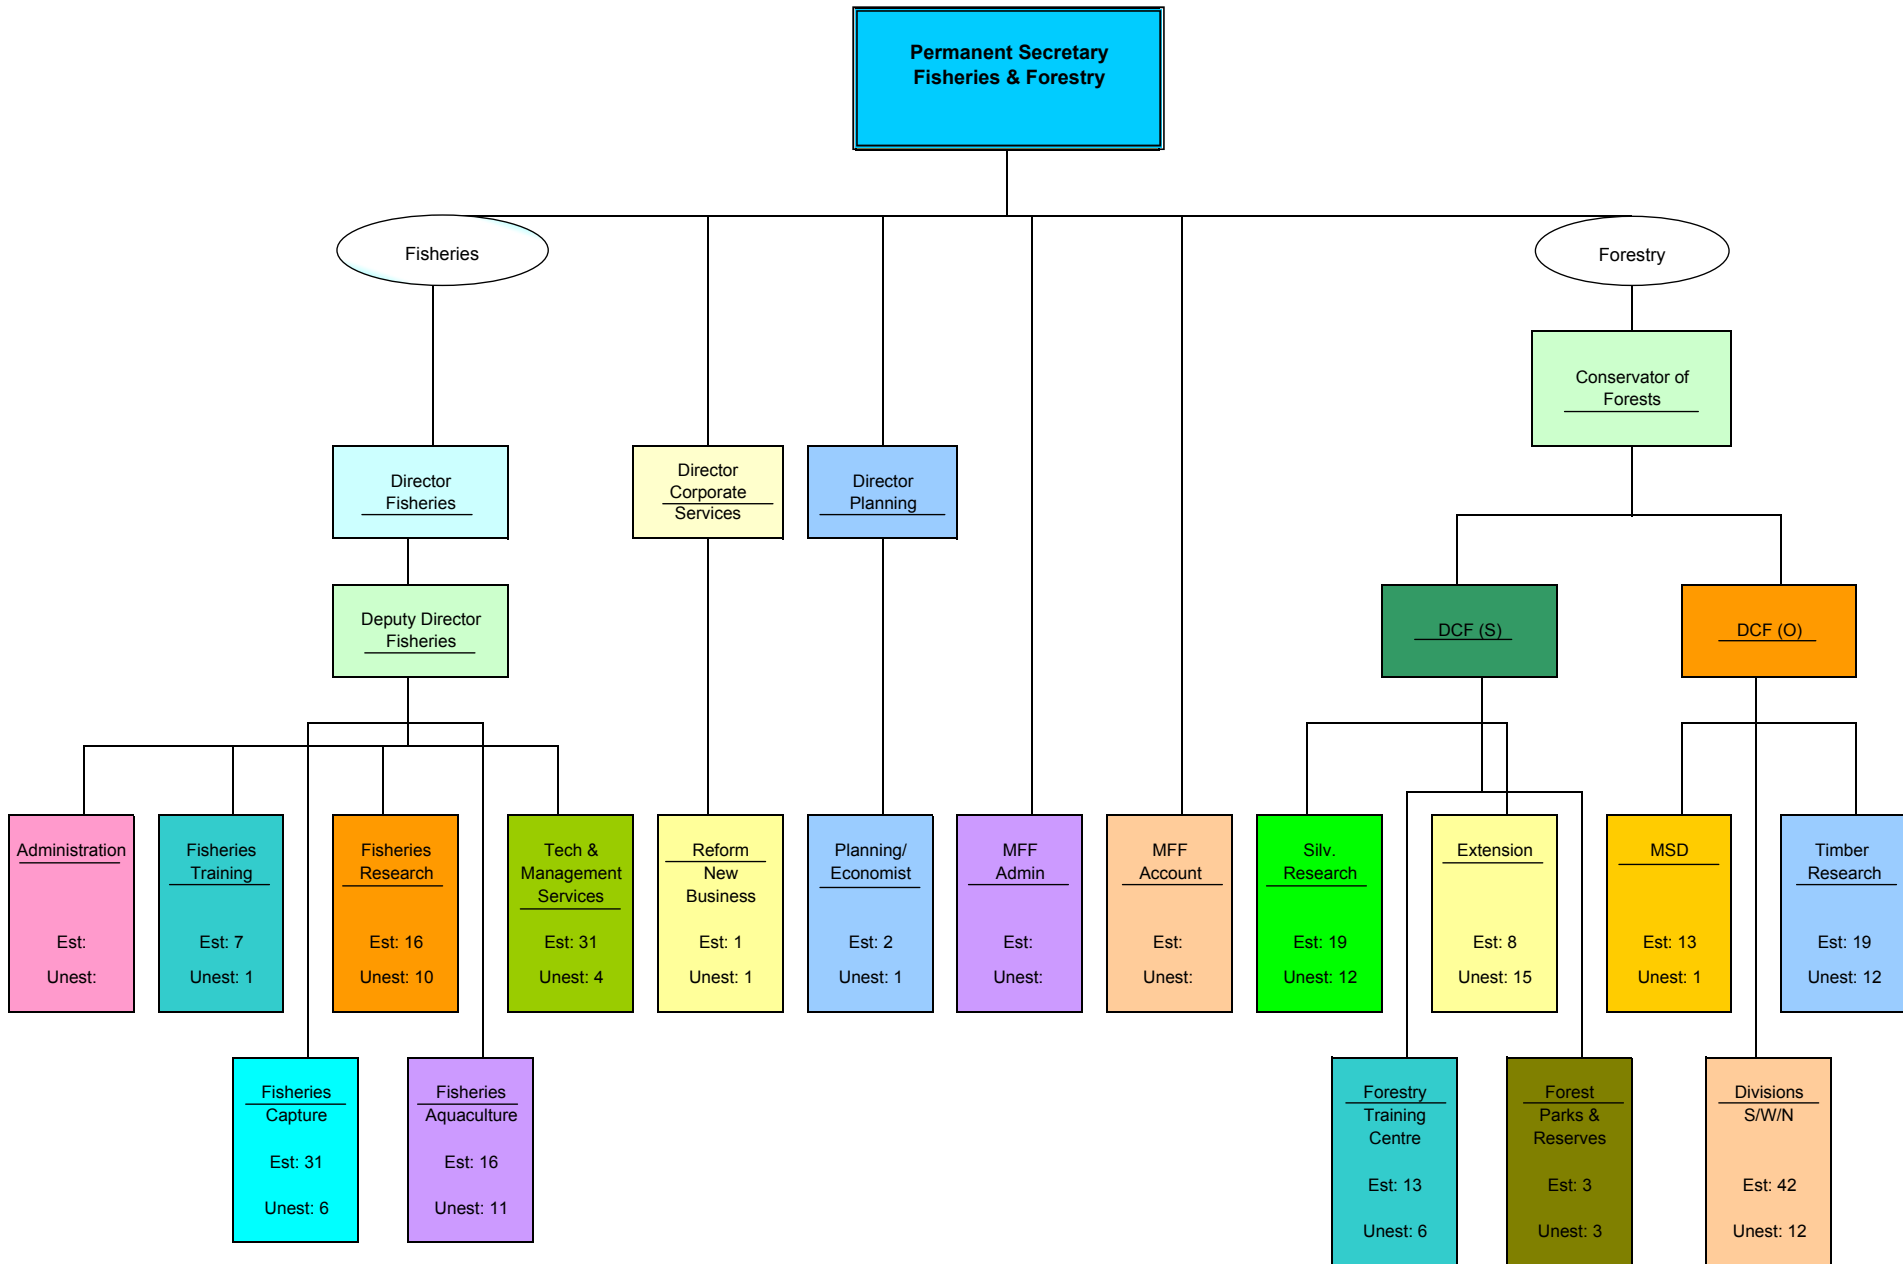 Permanent Secretary
Fisheries & Forestry
Fisheries
Forestry
Conservator of
Forests
Director
Fisheries
Director
Corporate
Services
Director
Planning
Deputy Director
Fisheries
DCF (S)
DCF (O)
Administration
Est:
Unest:
Fisheries
Training
Est: 7
Unest: 1
Fisheries
Research
Est: 16
Unest: 10
Tech &
Management
Services
Est: 31
Unest: 4
Reform
New
Business
Est: 1
Unest: 1
Planning/
Economist
Est: 2
Unest: 1
MFF
Admin
Est:
Unest:
MFF
Account
Est:
Unest:
Silv.
Research
Est: 19
Unest: 12
Extension
Est: 8
Unest: 15
MSD
Est: 13
Unest: 1
Timber
Research
Est: 19
Unest: 12
Fisheries
Capture
Est: 31
Unest: 6
Fisheries
Aquaculture
Est: 16
Unest: 11
Forestry
Training
Centre
Est: 13
Unest: 6
Forest
Parks &
Reserves
Est: 3
Unest: 3
Divisions
S/W/N
Est: 42
Unest: 12